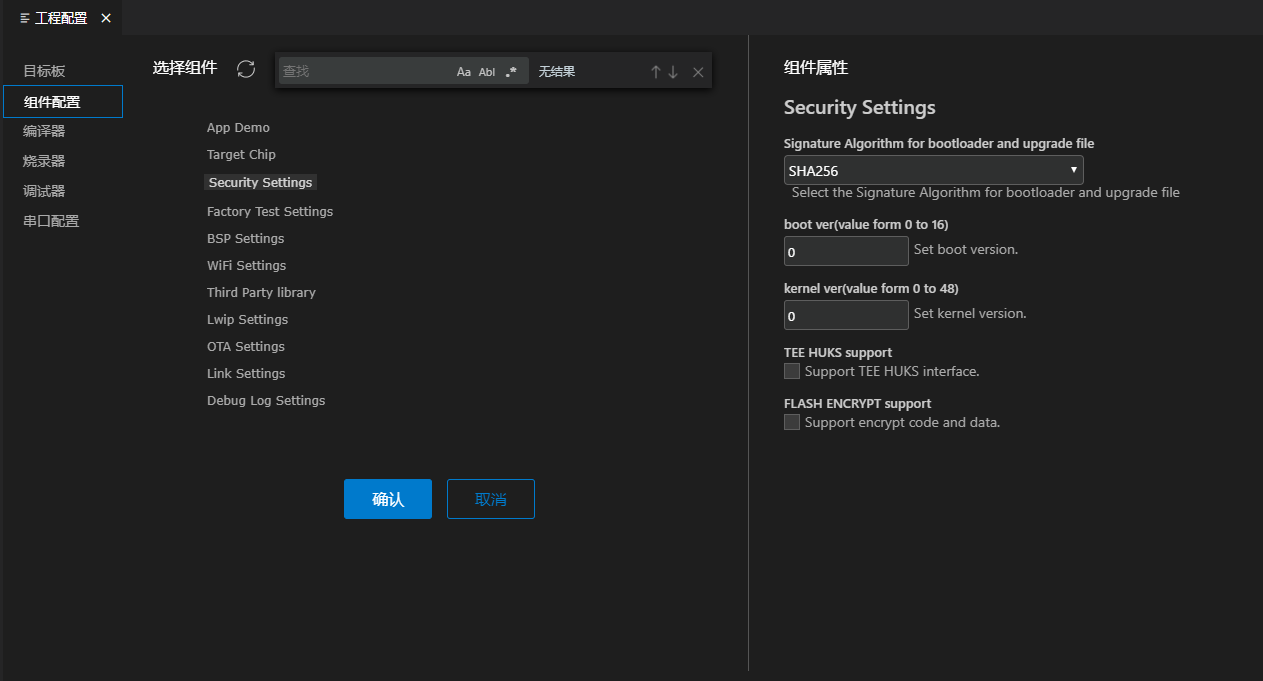 工程配置
目标板
组件配置
编译器
烧录器
调试器
串口配置
选择组件
查找
Aa Abl .*
无结果
App Demo
Target Chip
Security Settings
Factory Test Settings
BSP Settings
WiFi Settings
Third Party library
Lwip Settings
OTA Settings
Link Settings
Debug Log Settings
确认
取消
组件属性
Security Settings
Signature Algorithm for bootloader and upgrade file
SHA256
Select the Signature Algorithm for bootloader and upgrade file
boot ver(value form 0 to 16)
0 Set boot version.
kernel ver(value form 0 to 48)
0 Set kernel version.
TEE HUKS support
Support TEE HUKS interface.
FLASH ENCRYPT support
Support encrypt code and data.